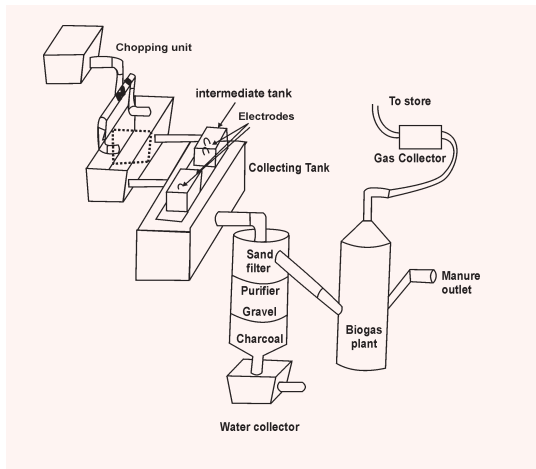 Chopping unit
intermediate tank
Electrodes
To store
Gas Collector
Collecting Tank
Sand
filter
Purifier
Gravel
Charcoal
Manure
outlet
Biogas
plant
Water collector